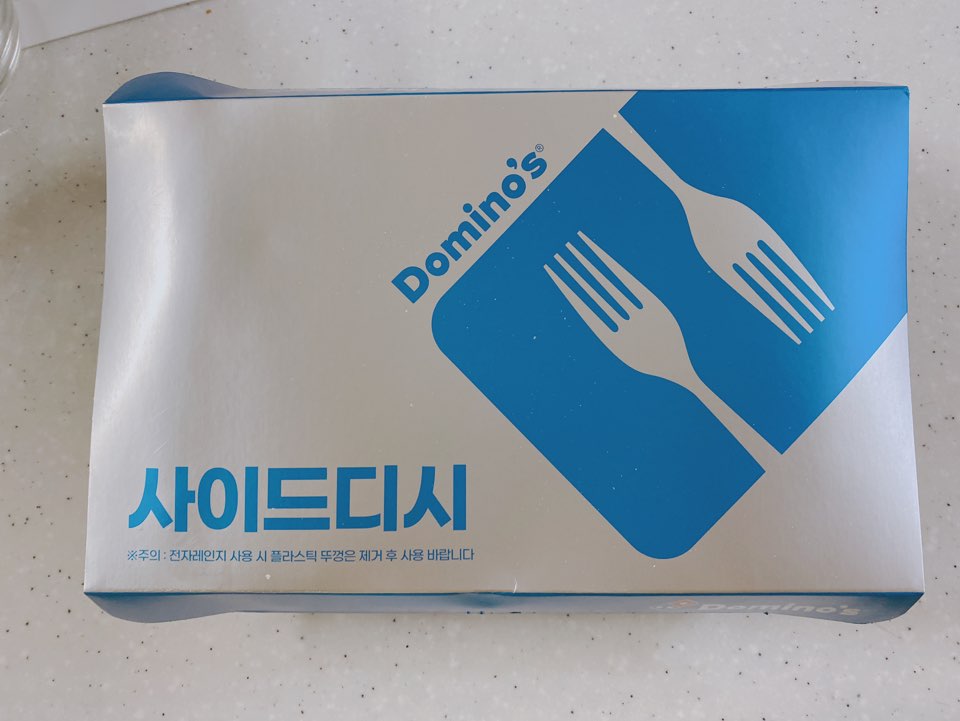 Domino's®
사이드디시
※주의 : 전자레인지 사용 시 플라스틱 뚜껑은 제거 후 사용 바랍니다
Domino's